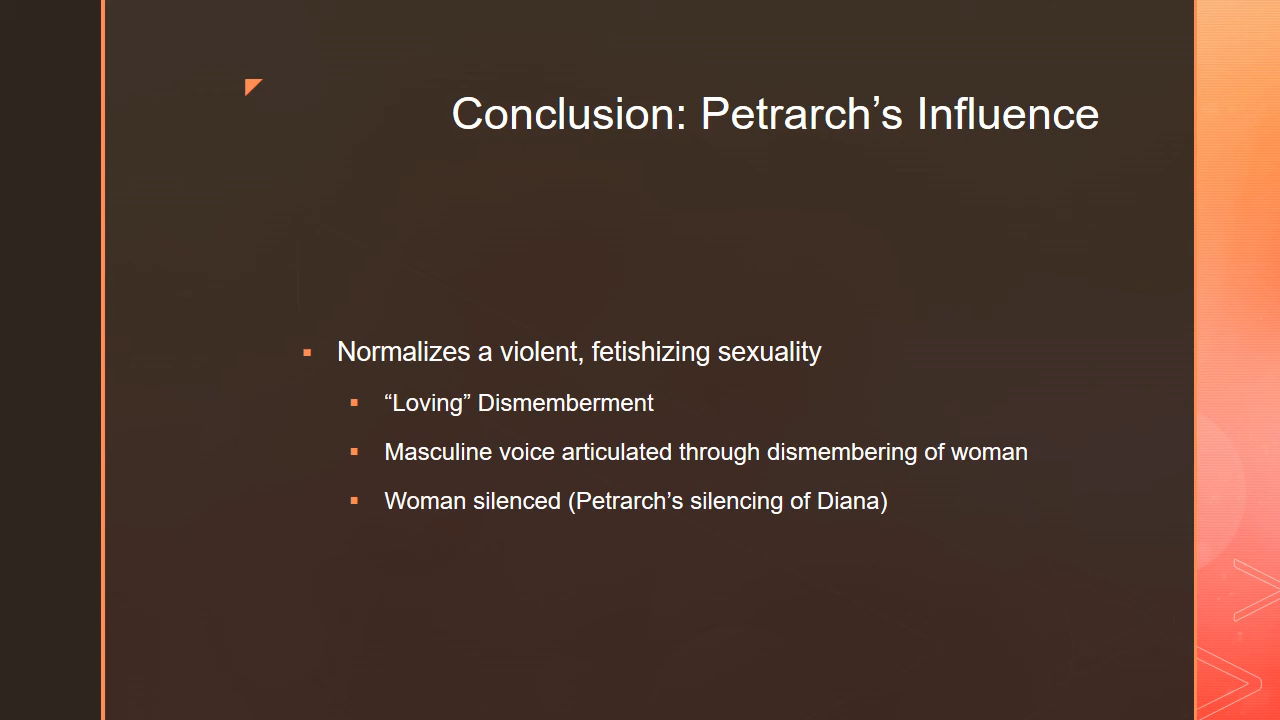 Conclusion: Petrarch’s Influence
Normalizes a violent, fetishizing sexuality
“Loving” Dismemberment
Masculine voice articulated through dismembering of woman
Woman silenced (Petrarch’s silencing of Diana)